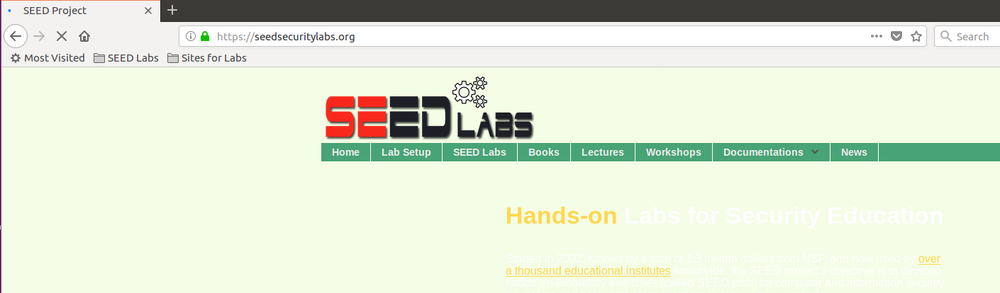 SEED Project
https://seedsecuritylabs.org
Search
Most Visited SEED Labs Sites for Labs
SEED LABS
Home Lab Setup SEED Labs Books Lectures Workshops Documentations News
Hands-on Labs for Security Education
Started in 2002, funded by a total of 1.3 million dollars from NSF, and now used by over
a thousand educational institutes worldwide, the SEED project's objective is to develop
hands-on laboratory exercises (called SEED labs) for computer and information security